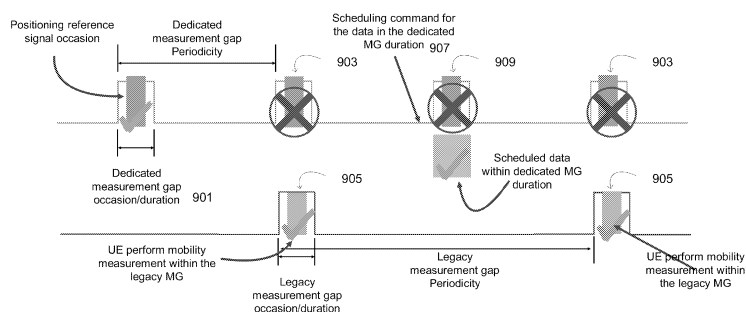 Positioning reference
signal occasion
Dedicated
measurement gap
Periodicity
Scheduling command for
the data in the dedicated
MG duration
907
903
909
903
Dedicated
measurement gap
occasion/duration
901
905
Scheduled data
within dedicated MG
duration
905
UE perform mobility
measurement within the
legacy MG
Legacy
measurement gap
occasion/duration
Legacy
measurement gap
Periodicity
UE perform mobility
measurement within
the legacy MG